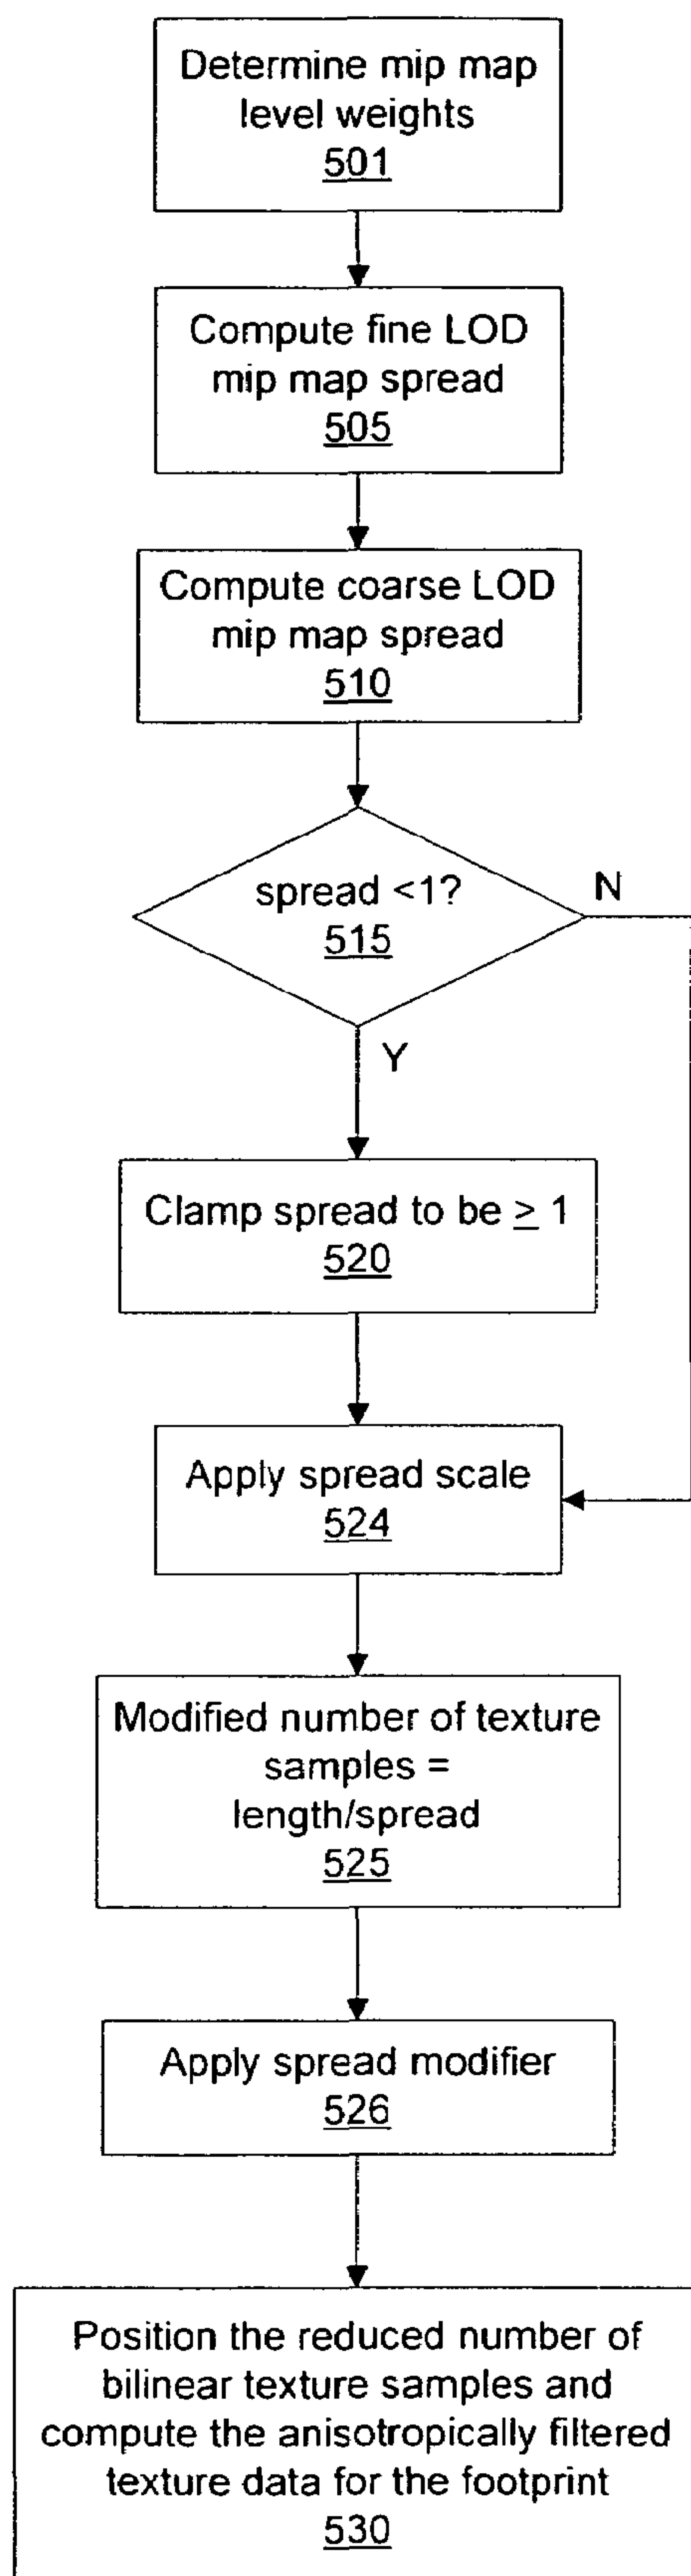 Determine mip map
level weights
501
Compute fine LOD
mip map spread
505
Compute coarse LOD
mip map spread
510
spread <1?
515
N
Y
Clamp spread to be ≥ 1
520
Apply spread scale
524
Modified number of texture
samples =
length/spread
525
Apply spread modifier
526
Position the reduced number of
bilinear texture samples and
compute the anisotropically filtered
texture data for the footprint
530